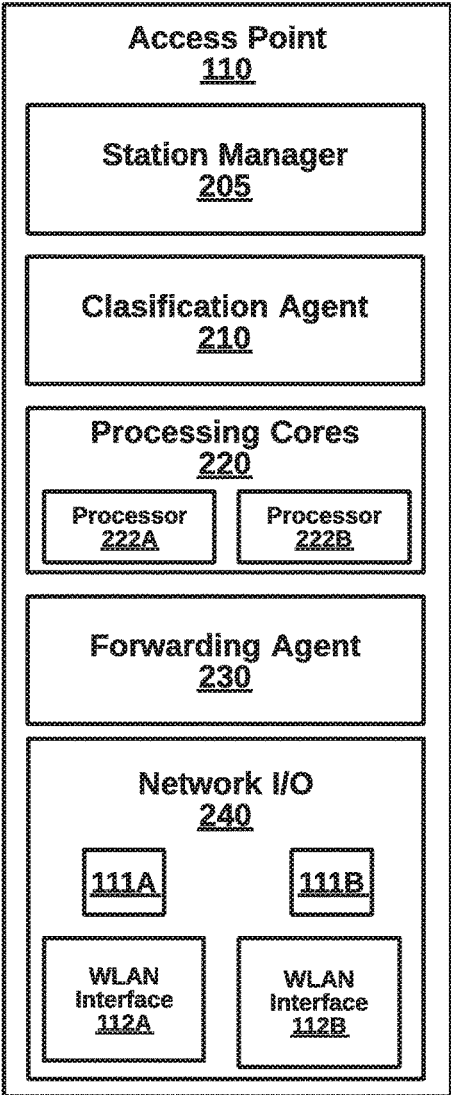 Access Point
110
Station Manager
205
Clasification Agent
210
Processing Cores
220
Processor
222A
Processor
222B
Forwarding Agent
230
Network I/O
240
111A
111B
WLAN
Interface
112A
WLAN
Interface
112B